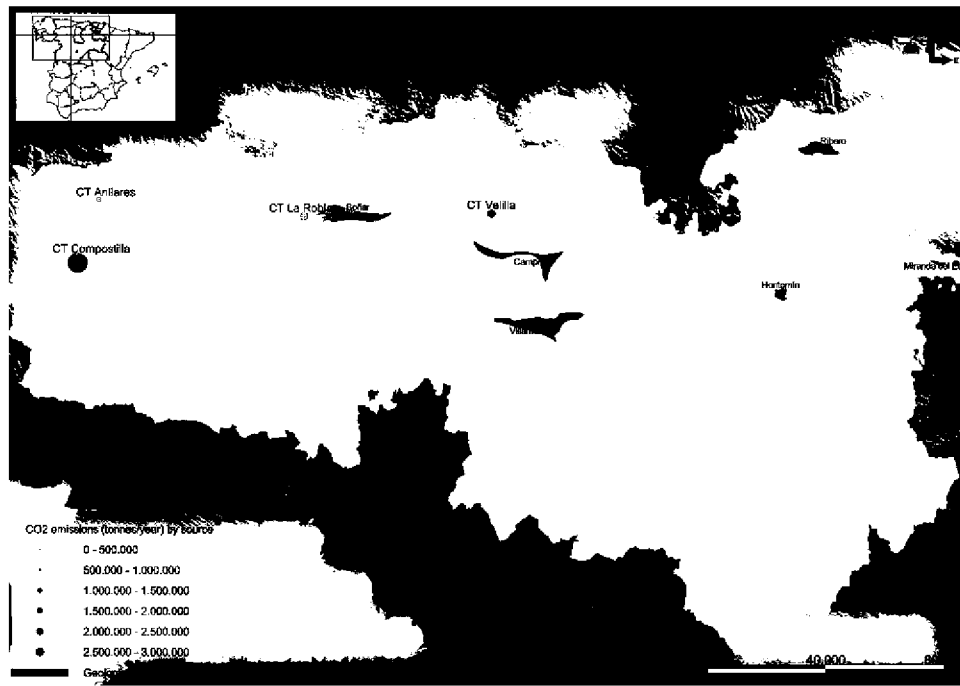 Ribero
CT Anllares
CT La Robla
Boñar
CT Velilla
CT Compostilla
Hontomín
CO2 emissions (tonnes/year) by source
0 - 500.000
500.000 - 1.000.000
1.000.000 - 1.500.000
1.500.000 - 2.000.000
2.000.000 - 2.500.000
2.500.000 - 3.000.000
40.000